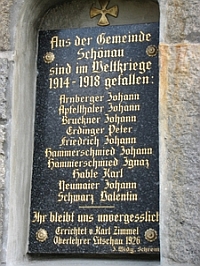 Aus der Gemeinde
Schönau
sind im Weltkriege
1914 - 1918 gefallen:
Arnberger Johann
Apfelthaler Johann
Bruckner Johann
Erdinger Peter
Friedrich Johann
Hammerschmied Johann
Hammerschmied Ignaz
Hable Karl
Neumaier Johann
Schwarz Valentin
Ihr bleibt uns unvergesslich
Errichtet v. Karl Zimmel
Oberlehrer Litschau 1926